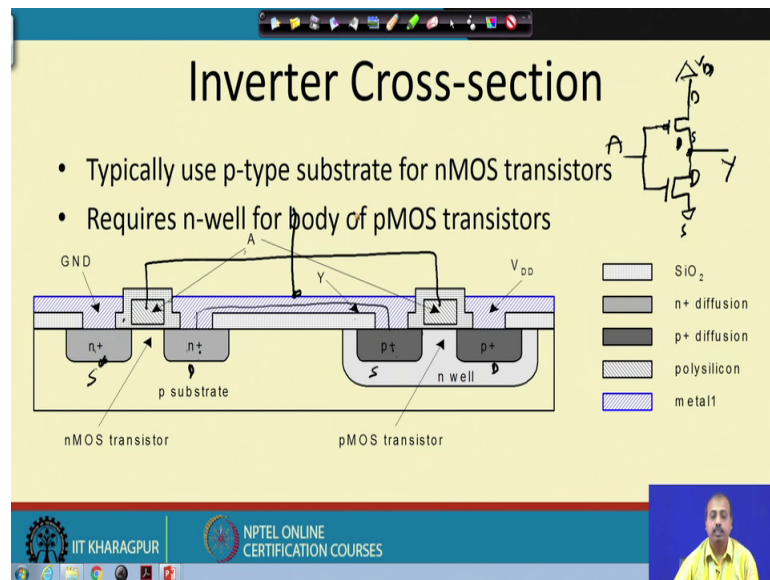 Inverter Cross-section
• Typically use p-type substrate for nMOS transistors
• Requires n-well for body of pMOS transistors
VDD
D
S
A
D
D
Y
S
A
GND
Y
VDD
SiO2
n+ diffusion
p+ diffusion
polysilicon
metal1
n+
n+
p+
p+
S
D
S
D
p substrate
n well
nMOS transistor
pMOS transistor
IIT KHARAGPUR
NPTEL ONLINE
CERTIFICATION COURSES